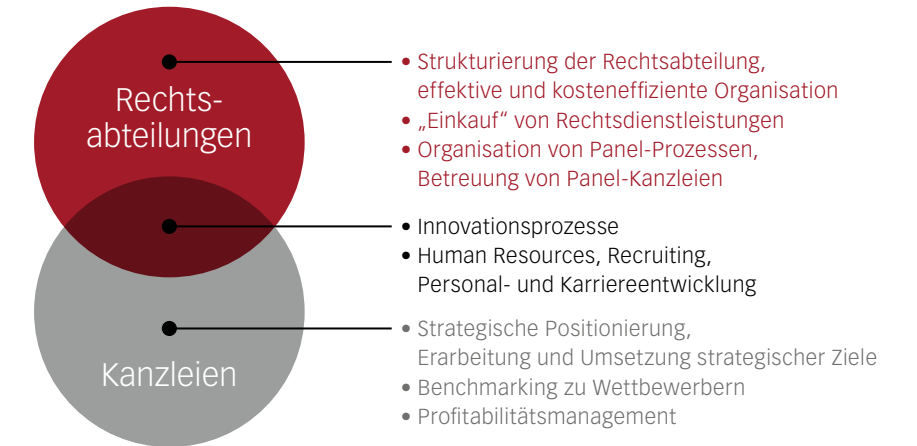 Rechts-
abteilungen
• Strukturierung der Rechtsabteilung,
effektive und kosteneffiziente Organisation
• „Einkauf“ von Rechtsdienstleistungen
• Organisation von Panel-Prozessen,
Betreuung von Panel-Kanzleien
• Innovationsprozesse
• Human Resources, Recruiting,
Personal- und Karriereentwicklung
Kanzleien
• Strategische Positionierung,
Erarbeitung und Umsetzung strategischer Ziele
• Benchmarking zu Wettbewerbern
• Profitabilitätsmanagement